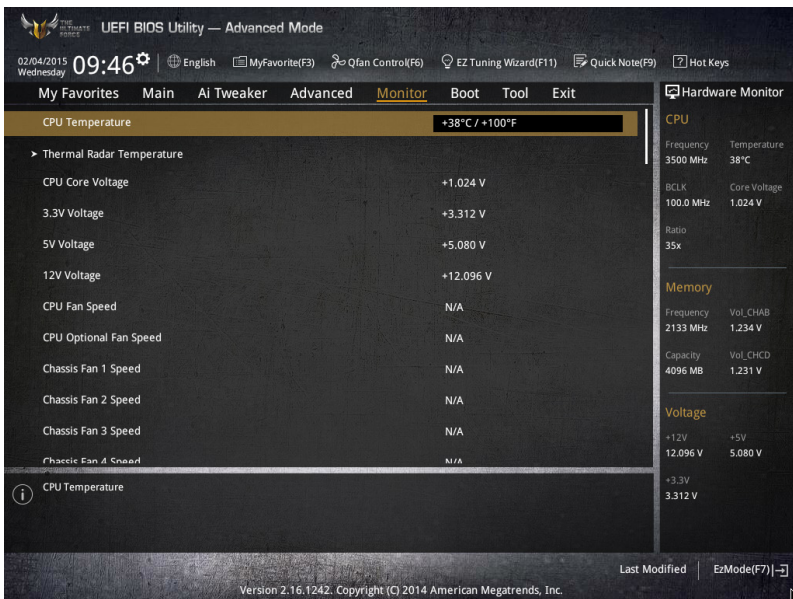 THE ULTIMATE FORCE UEFI BIOS Utility — Advanced Mode
02/04/2015 Wednesday 09:46 English MyFavorite(F3) Qfan Control(F6) EZ Tuning Wizard(F11) Quick Note(F9) ? Hot Keys
My Favorites Main Ai Tweaker Advanced Monitor Boot Tool Exit
CPU Temperature +38°C / +100°F
> Thermal Radar Temperature
CPU Core Voltage +1.024 V
3.3V Voltage +3.312 V
5V Voltage +5.080 V
12V Voltage +12.096 V
CPU Fan Speed N/A
CPU Optional Fan Speed N/A
Chassis Fan 1 Speed N/A
Chassis Fan 2 Speed N/A
Chassis Fan 3 Speed N/A
Chassis Fan 4 Speed N/A
i CPU Temperature
Hardware Monitor
CPU
Frequency Temperature
3500 MHz 38°C
BCLK Core Voltage
100.0 MHz 1.024 V
Ratio
35x
Memory
Frequency Vol_CHAB
2133 MHz 1.234 V
Capacity Vol_CHCD
4096 MB 1.231 V
Voltage
+12V +5V
12.096 V 5.080 V
+3.3V
3.312 V
Last Modified EzMode(F7)
Version 2.16.1242. Copyright (C) 2014 American Megatrends, Inc.